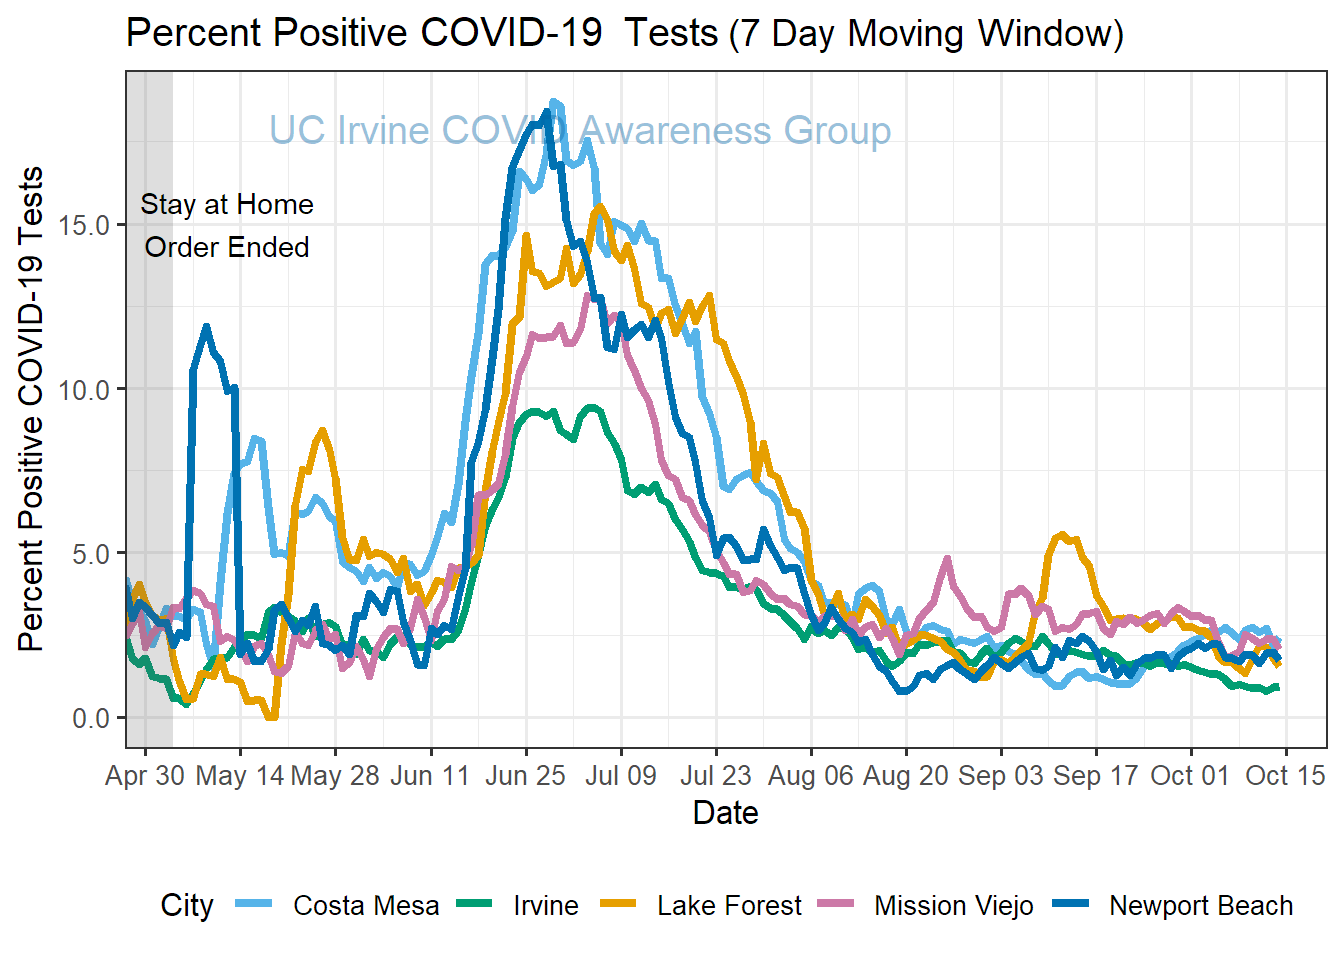 Percent Positive COVID-19 Tests (7 Day Moving Window)
UC Irvine COVID Awareness Group
Stay at Home
Order Ended
Percent Positive COVID-19 Tests
15.0
10.0
5.0
0.0
Apr 30 May 14 May 28 Jun 11 Jun 25 Jul 09 Jul 23 Aug 06 Aug 20 Sep 03 Sep 17 Oct 01 Oct 15
Date
City Costa Mesa Irvine Lake Forest Mission Viejo Newport Beach